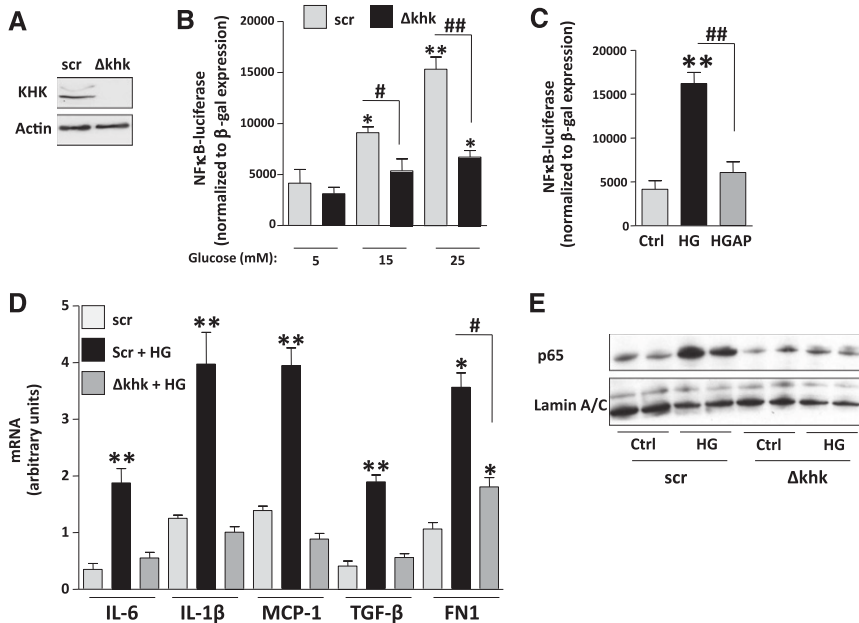 A
scr Δkhk
KHK
Actin
B
scr Δkhk
NFκB-luciferase
(normalized to β-gal expression)
20000
15000
10000
5000
0
*
#
**
##
*
Glucose (mM): 5 15 25
C
NFκB-luciferase
(normalized to β-gal expression)
20000
15000
10000
5000
0
**
##
Ctrl HG HGAP
D
mRNA
(arbitrary units)
5
4
3
2
1
0
scr
Scr + HG
Δkhk + HG
**
**
**
**
*
#
*
IL-6 IL-1β MCP-1 TGF-β FN1
E
p65
Lamin A/C
Ctrl HG Ctrl HG
scr Δkhk